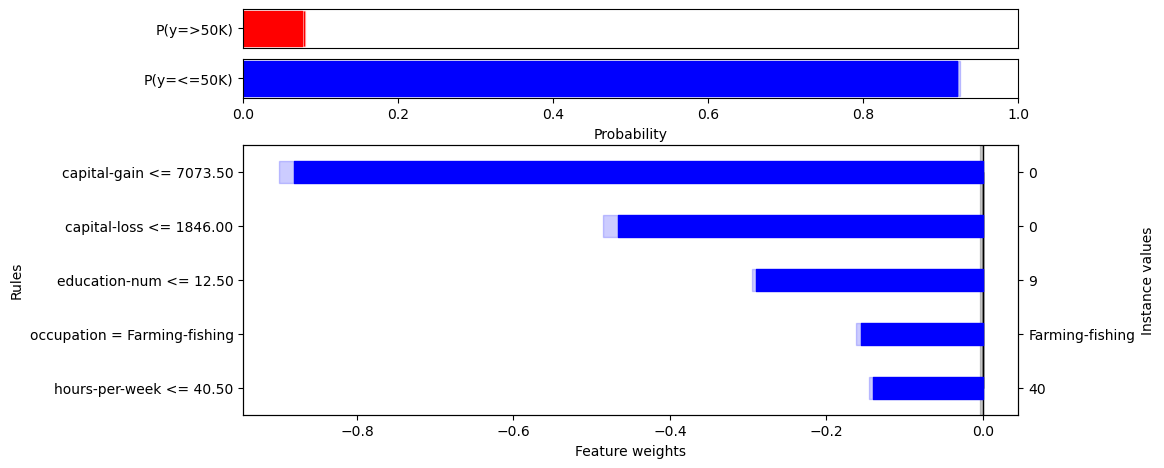 P(y=>50K)
P(y=<=50K)
0.0 0.2 0.4 0.6 0.8 1.0
Probability
capital-gain <= 7073.50 0
capital-loss <= 1846.00 0
education-num <= 12.50 9
occupation = Farming-fishing Farming-fishing
hours-per-week <= 40.50 40
Rules
Instance values
−0.8 −0.6 −0.4 −0.2 0.0
Feature weights